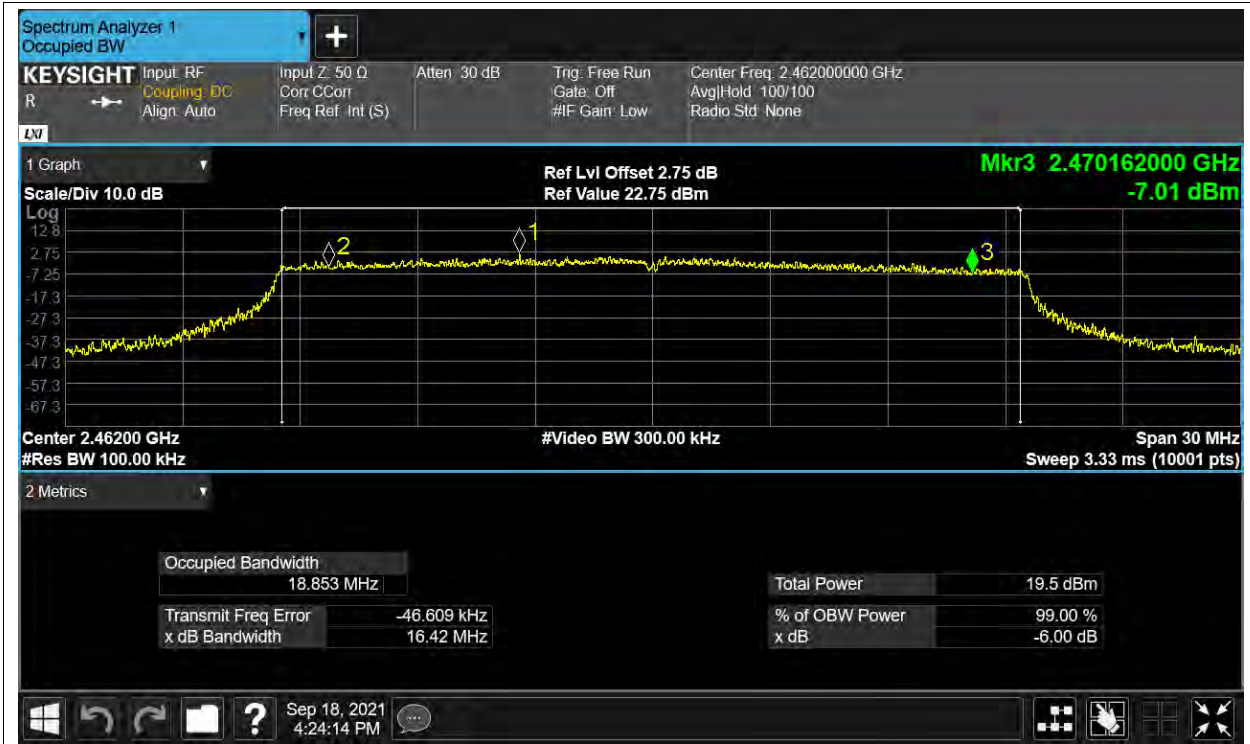 Spectrum Analyzer 1
Occupied BW
KEYSIGHT
R
LXI
Input: RF
Coupling: DC
Align: Auto
Input Z: 50 Ω
Corr CCorr
Freq Ref: Int (S)
Atten: 30 dB
Trig: Free Run
Gate: Off
#IF Gain: Low
Center Freq: 2.462000000 GHz
Avg|Hold: 100/100
Radio Std: None
1 Graph
Scale/Div 10.0 dB
Ref Lvl Offset 2.75 dB
Ref Value 22.75 dBm
Mkr3 2.470162000 GHz
-7.01 dBm
Log
12.8
2.75
-7.25
-17.3
-27.3
-37.3
-47.3
-57.3
-67.3
2
1
3
Center 2.46200 GHz
#Video BW 300.00 kHz
Span 30 MHz
#Res BW 100.00 kHz
Sweep 3.33 ms (10001 pts)
2 Metrics
Occupied Bandwidth
18.853 MHz
Total Power 19.5 dBm
Transmit Freq Error -46.609 kHz
% of OBW Power 99.00 %
x dB Bandwidth 16.42 MHz
x dB -6.00 dB
?
Sep 18, 2021
4:24:14 PM